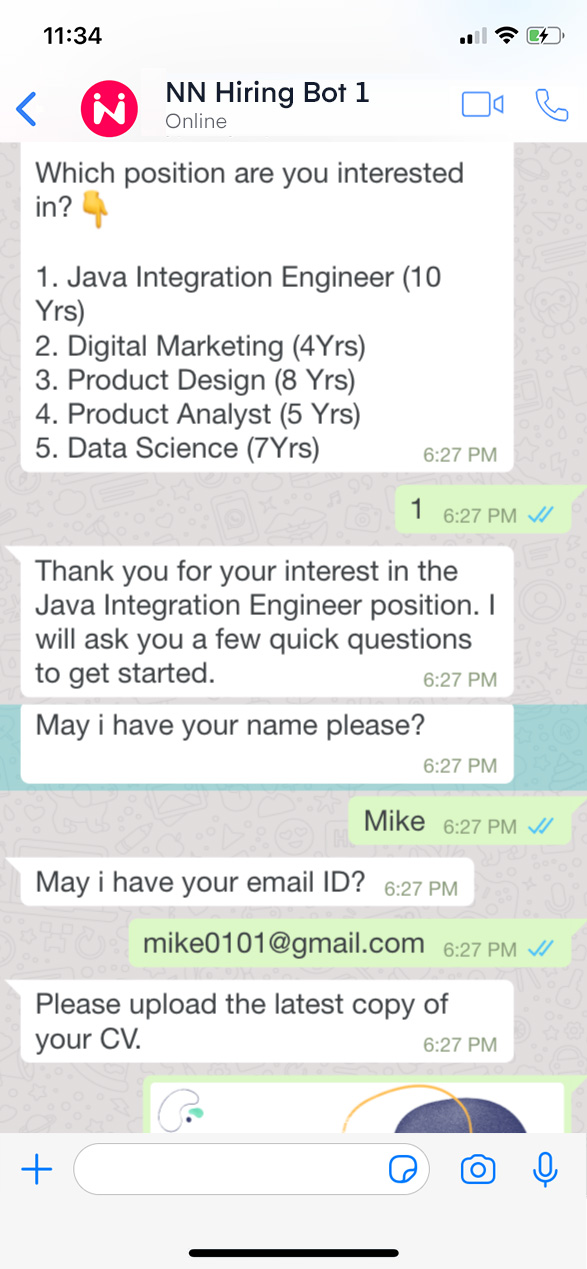 11:34
NN Hiring Bot 1
Online
Which position are you interested
in? 👇
1. Java Integration Engineer (10
Yrs)
2. Digital Marketing (4Yrs)
3. Product Design (8 Yrs)
4. Product Analyst (5 Yrs)
5. Data Science (7Yrs)
6:27 PM
1 6:27 PM
Thank you for your interest in the
Java Integration Engineer position. I
will ask you a few quick questions
to get started.
6:27 PM
May i have your name please?
6:27 PM
Mike 6:27 PM
May i have your email ID? 6:27 PM
mike0101@gmail.com 6:27 PM
Please upload the latest copy of
your CV.
6:27 PM